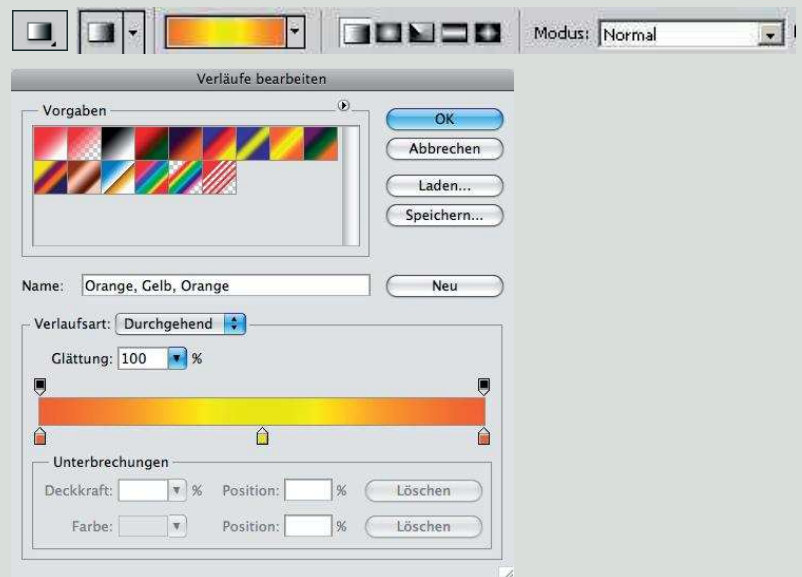 Modus: Normal
Verläufe bearbeiten
Vorgaben
OK
Abbrechen
Laden...
Speichern...
Name: Orange, Gelb, Orange
Neu
Verlaufsart: Durchgehend
Glättung: 100 %
Unterbrechungen
Deckkraft: % Position: % Löschen
Farbe: Position: % Löschen